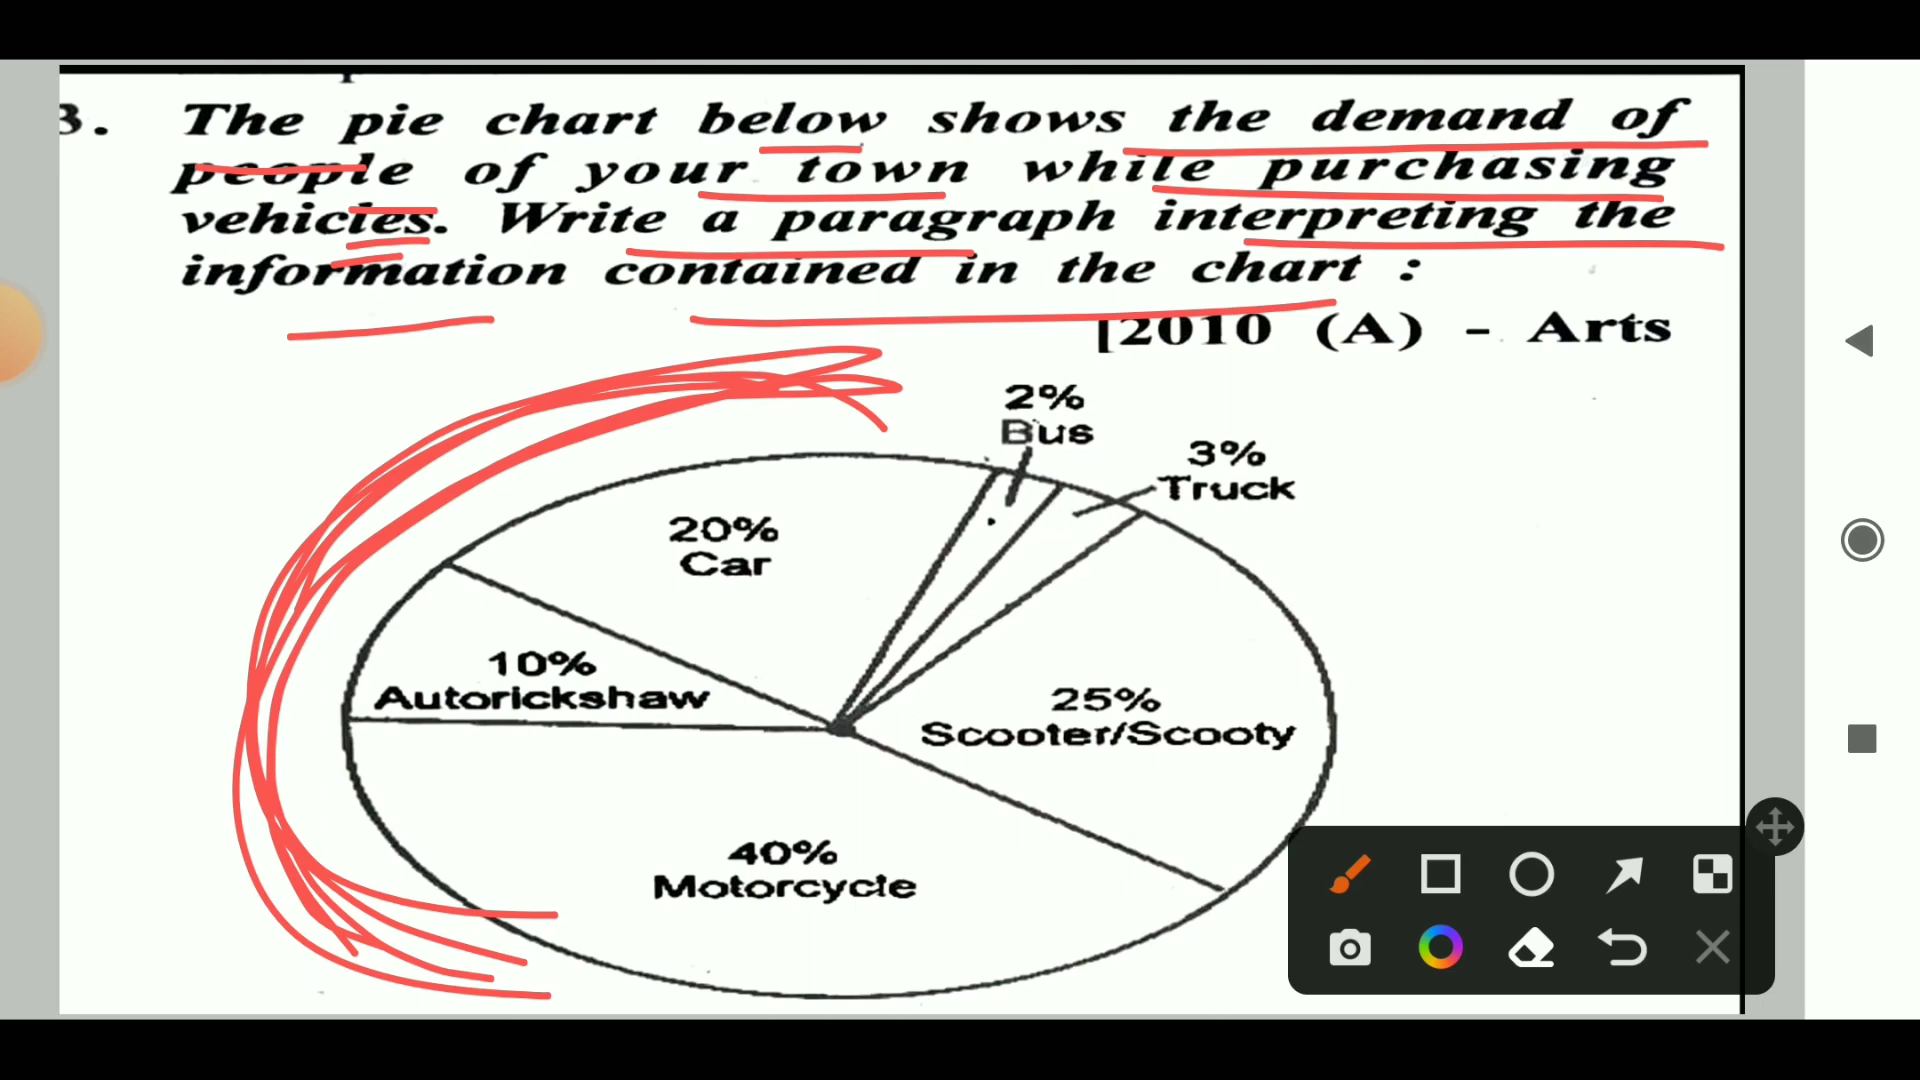 3. The pie chart below shows the demand of
people of your town while purchasing
vehicles. Write a paragraph interpreting the
information contained in the chart :
[2010 (A) - Arts
2%
Bus
3%
Truck
20%
Car
10%
Autorickshaw
25%
Scooter/Scooty
40%
Motorcycle